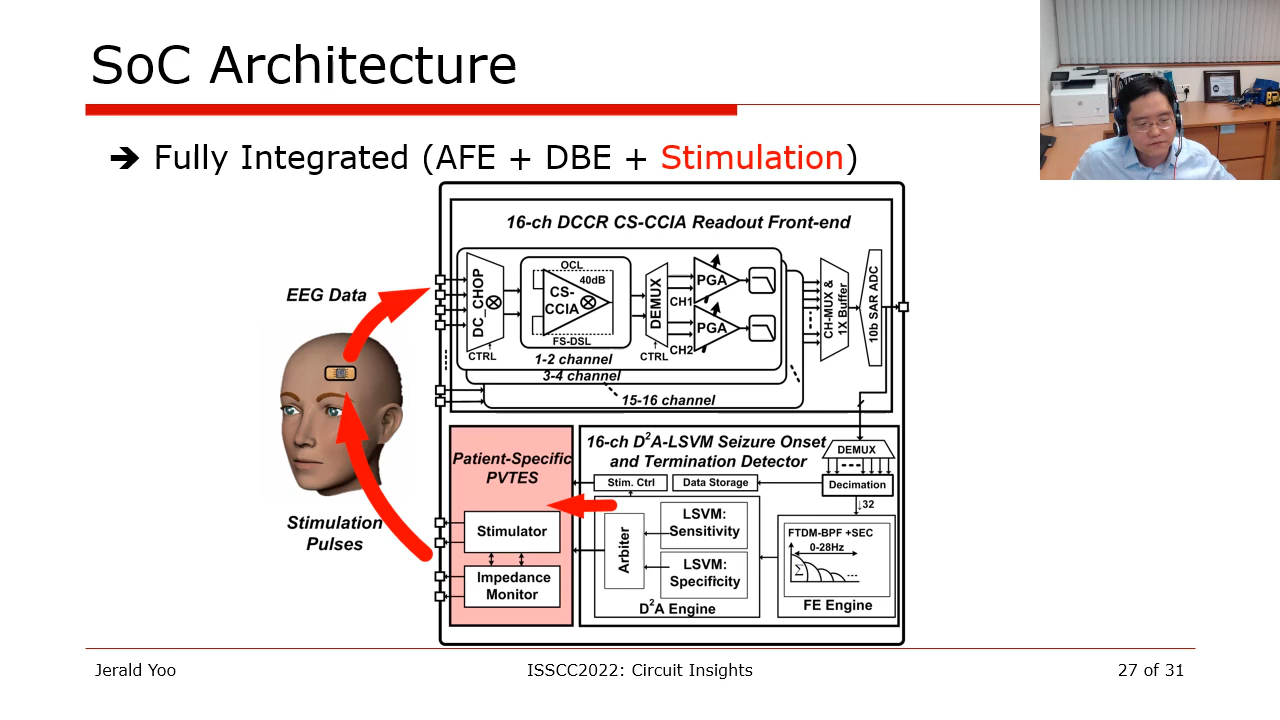 SoC Architecture
➔ Fully Integrated (AFE + DBE + Stimulation)
16-ch DCCR CS-CCIA Readout Front-end
EEG Data
DC_CHOP
CTRL
OCL
40dB
CS-
CCIA
FS-DSL
DEMUX
CTRL
PGA
CH1
PGA
CH2
1-2 channel
3-4 channel
15-16 channel
CH-MUX &
1X Buffer
10b SAR ADC
Patient-Specific
PVTES
Stimulator
Impedance
Monitor
Stimulation
Pulses
16-ch D²A-LSVM Seizure Onset
and Termination Detector
DEMUX
Stim. Ctrl
Data Storage
Decimation
↓32
Arbiter
LSVM:
Sensitivity
LSVM:
Specificity
D²A Engine
FTDM-BPF +SEC
0-28Hz
Σ
FE Engine
Jerald Yoo
ISSCC2022: Circuit Insights
27 of 31